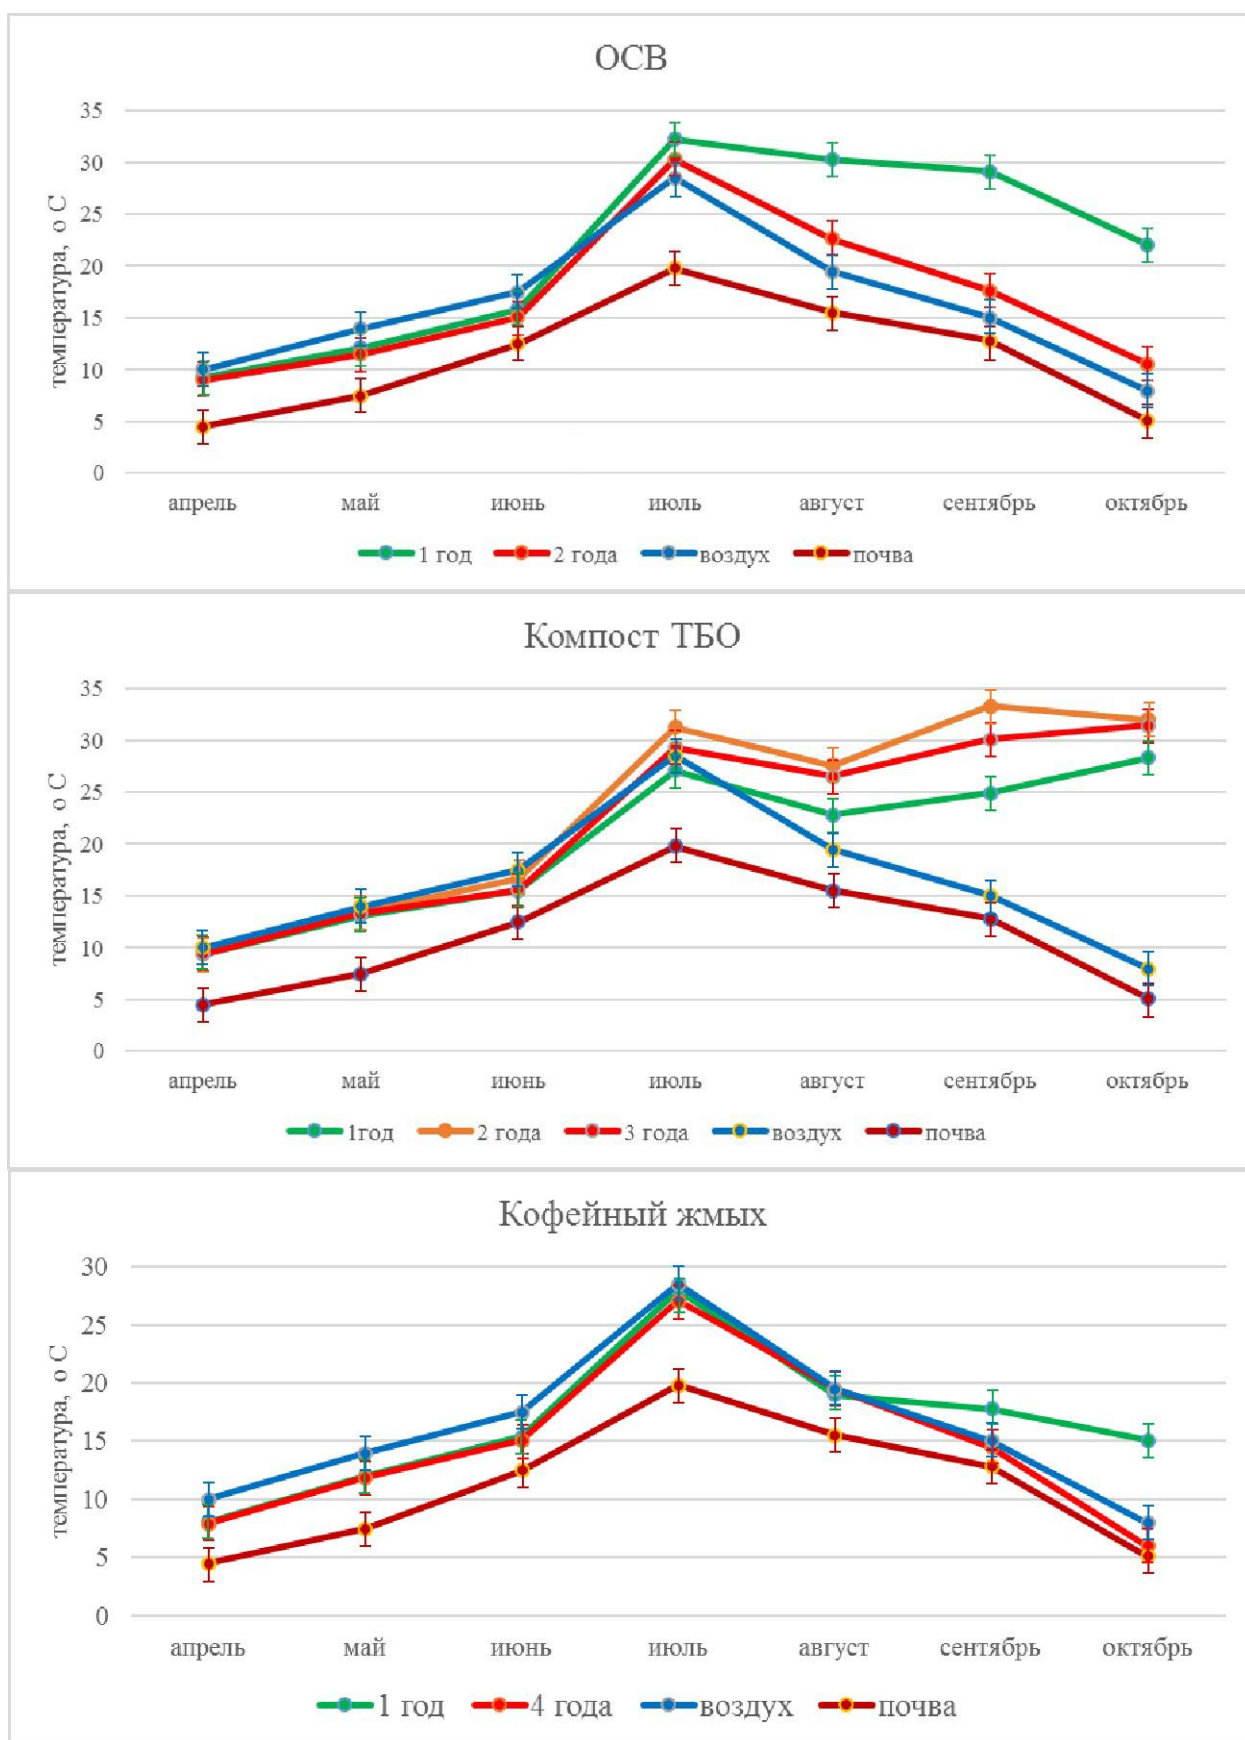 ОСВ
35
30
25
20
15
10
5
0
температура, о С
апрель май июнь июль август сентябрь октябрь
1 год 2 года воздух почва
Компост ТБО
35
30
25
20
15
10
5
0
температура, о С
апрель май июнь июль август сентябрь октябрь
1год 2 года 3 года воздух почва
Кофейный жмых
30
25
20
15
10
5
0
температура, о С
апрель май июнь июль август сентябрь октябрь
1 год 4 года воздух почва